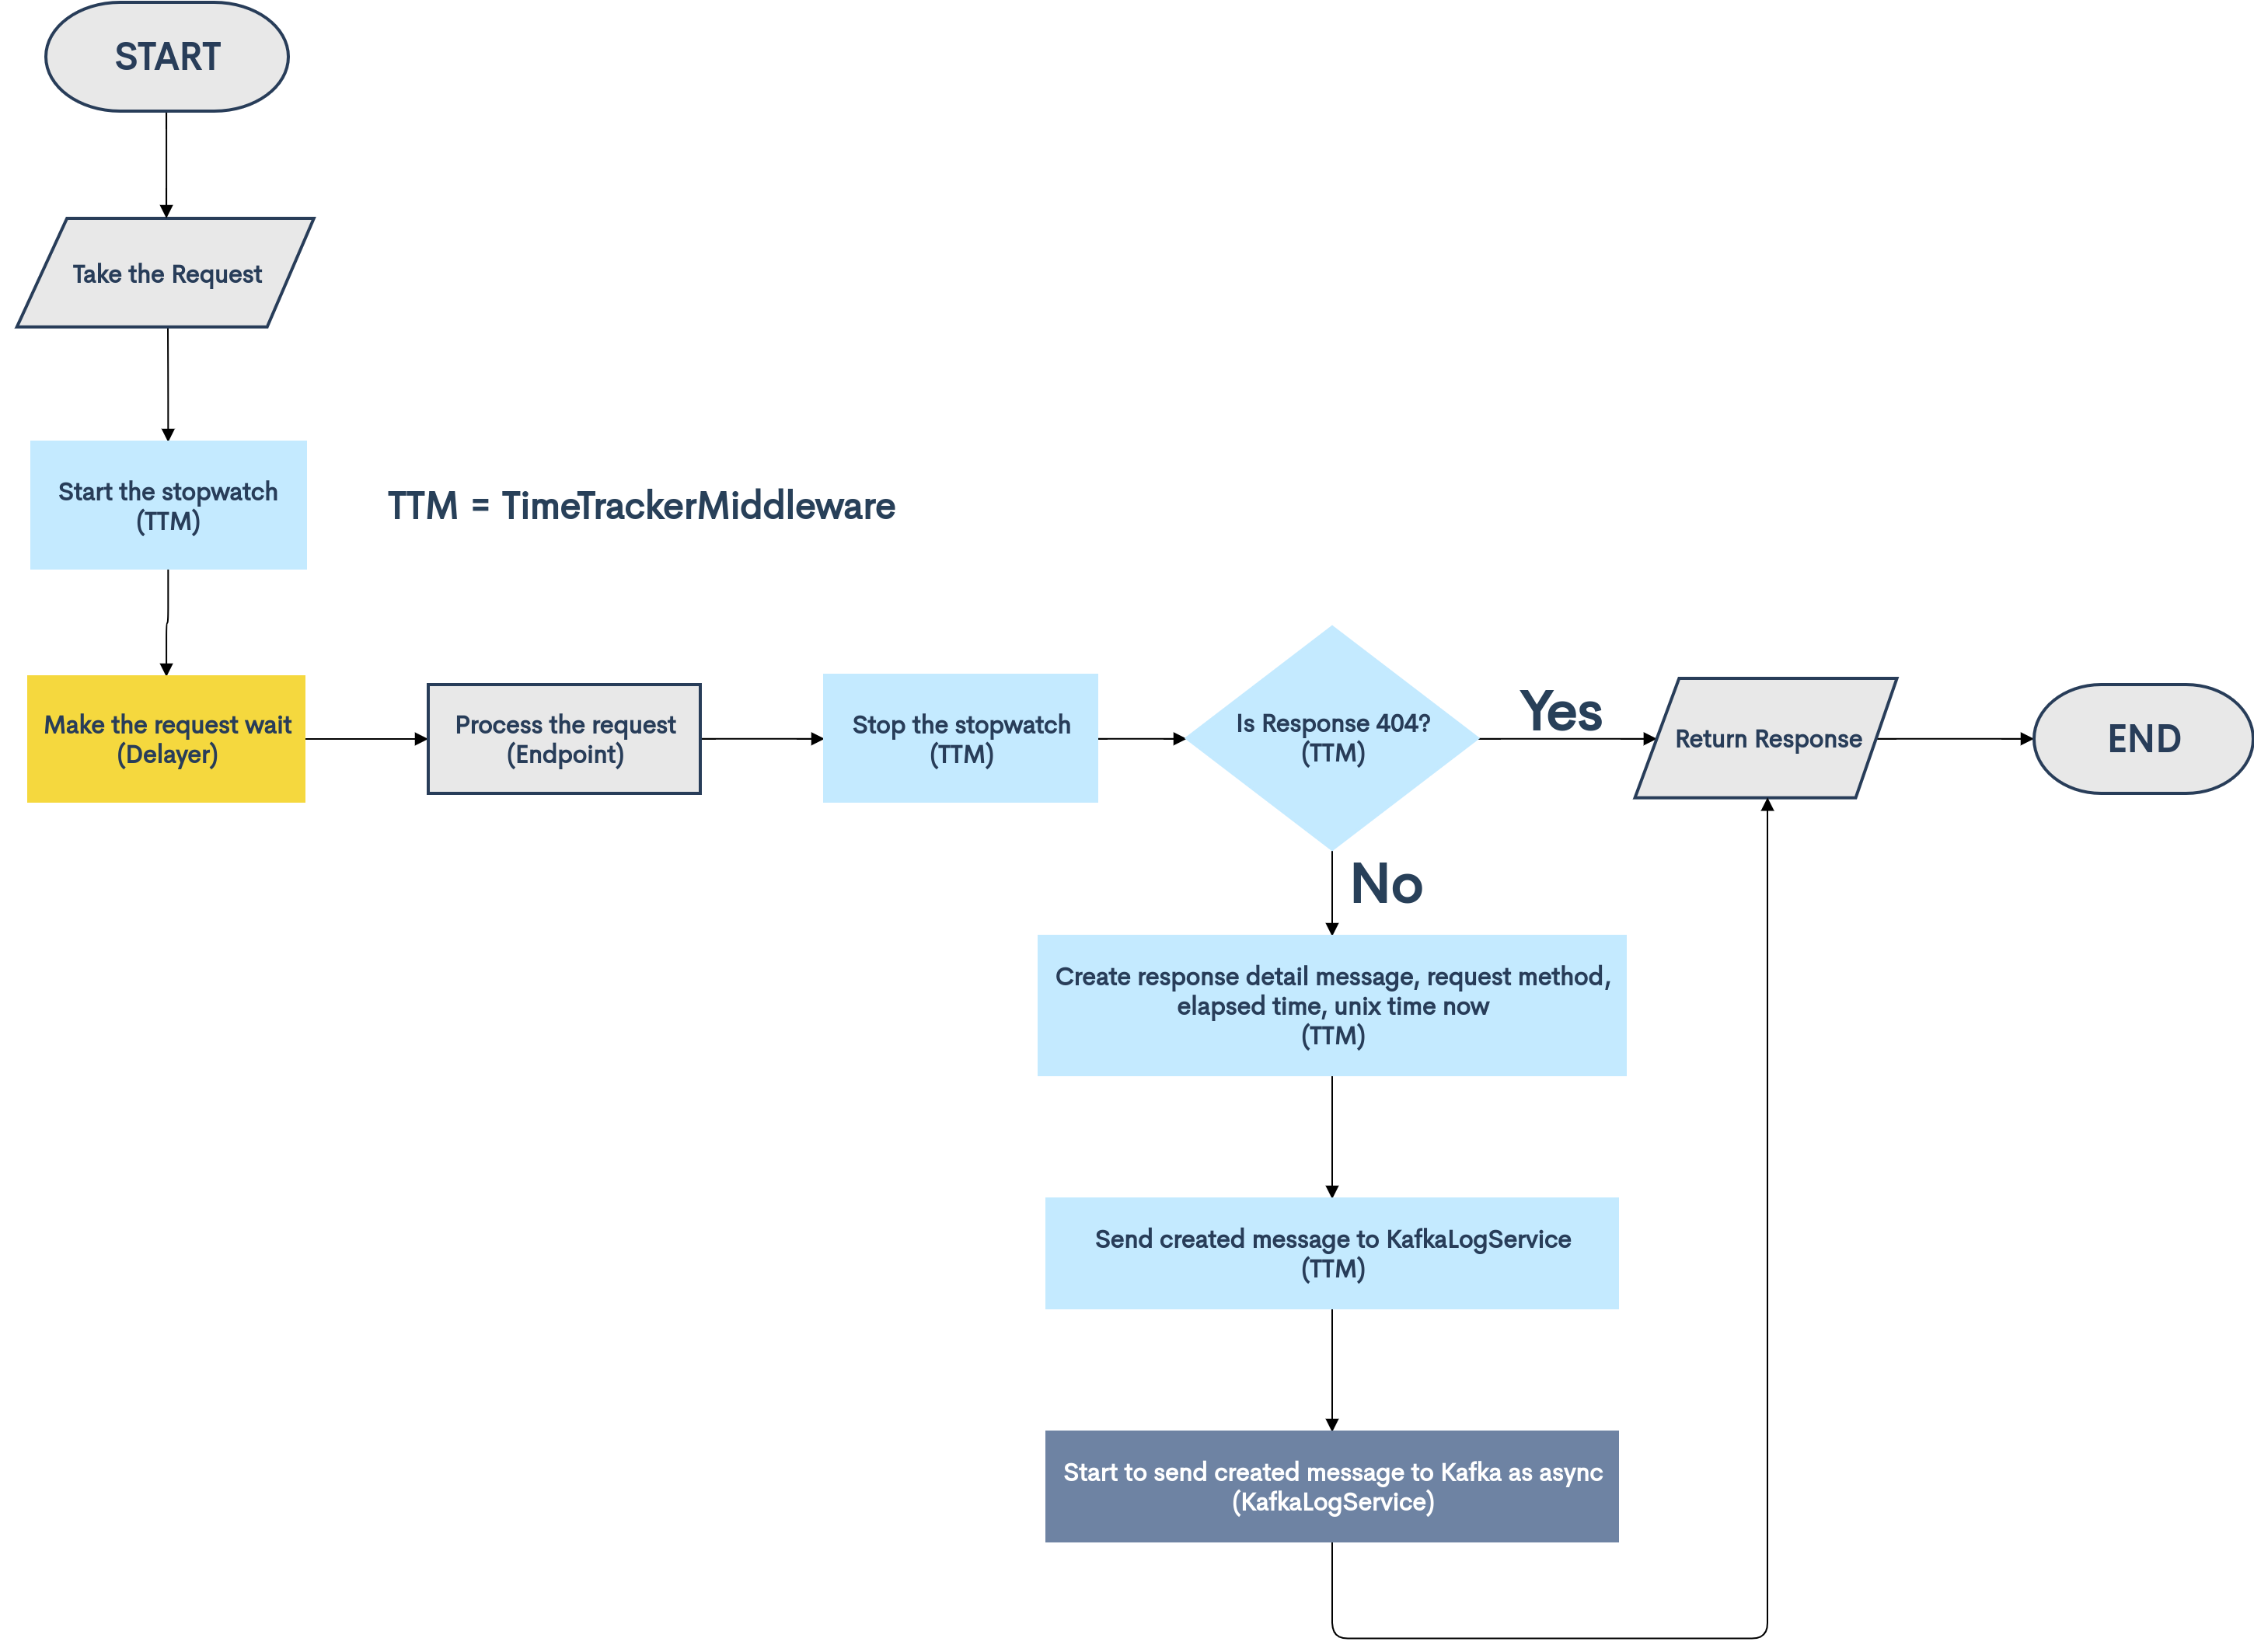 START
Take the Request
Start the stopwatch
(TTM)
TTM = TimeTrackerMiddleware
Make the request wait
(Delayer)
Process the request
(Endpoint)
Stop the stopwatch
(TTM)
Is Response 404?
(TTM)
Yes
Return Response
END
No
Create response detail message, request method,
elapsed time, unix time now
(TTM)
Send created message to KafkaLogService
(TTM)
Start to send created message to Kafka as async
(KafkaLogService)